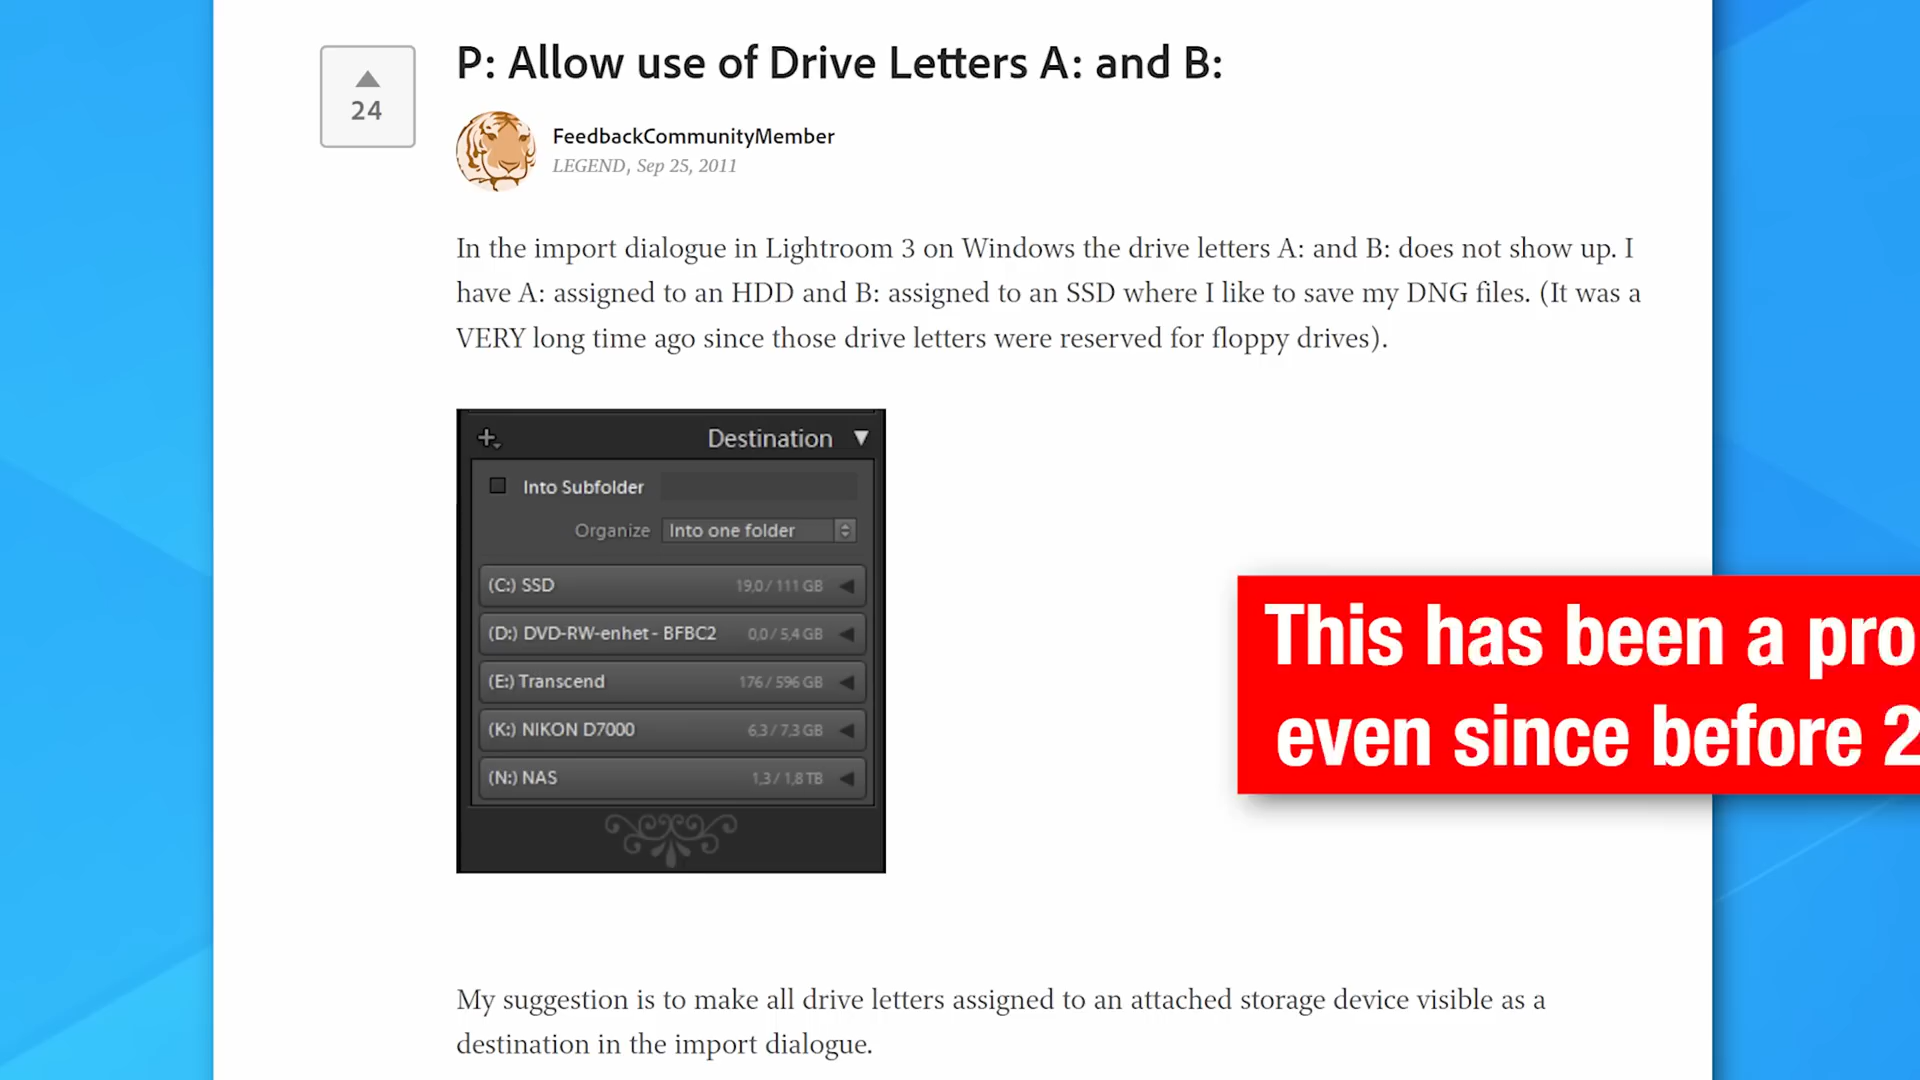 P: Allow use of Drive Letters A: and B:
24
FeedbackCommunityMember
LEGEND, Sep 25, 2011
In the import dialogue in Lightroom 3 on Windows the drive letters A: and B: does not show up. I
have A: assigned to an HDD and B: assigned to an SSD where I like to save my DNG files. (It was a
VERY long time ago since those drive letters were reserved for floppy drives).
Destination
Into Subfolder
Organize Into one folder
(C:) SSD 19,0 / 111 GB
(D:) DVD-RW-enhet - BFBC2 0,0 / 5,4 GB
(E:) Transcend 176 / 596 GB
(K:) NIKON D7000 6,3 / 7,3 GB
(N:) NAS 1,3 / 1,8 TB
This has been a pro
even since before 2
My suggestion is to make all drive letters assigned to an attached storage device visible as a
destination in the import dialogue.